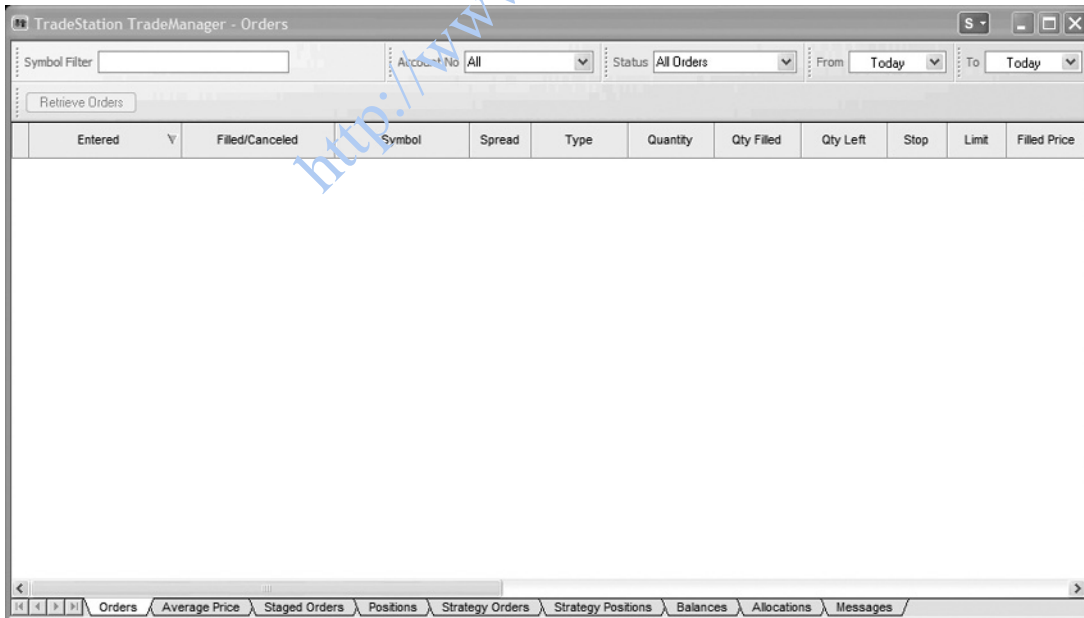 TradeStation TradeManager - Orders
S
Symbol Filter
Account No All
Status All Orders
From Today
To Today
Retrieve Orders
Entered Filled/Canceled Symbol Spread Type Quantity Qty Filled Qty Left Stop Limit Filled Price
Orders Average Price Staged Orders Positions Strategy Orders Strategy Positions Balances Allocations Messages
http://www